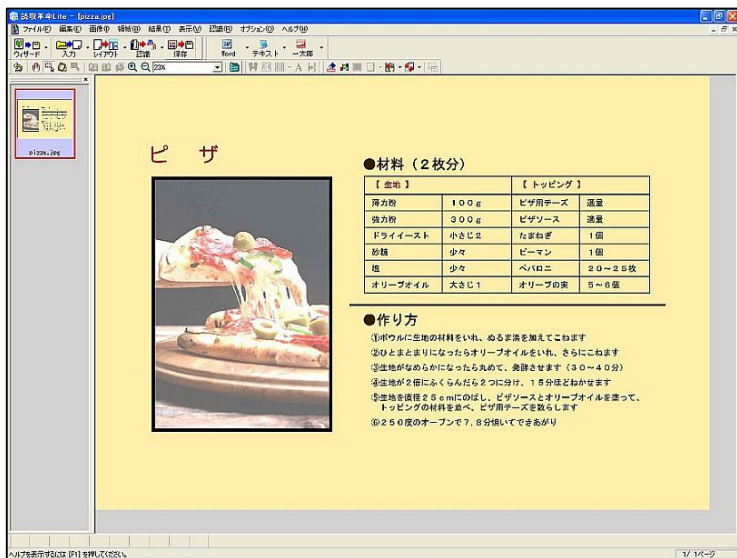 読取革命Lite - [pizza.jpg]
ファイル(F) 編集(E) 画像(I) 領域(B) 結果(T) 表示(V) 認識(R) オプション(O) ヘルプ(H)
ウィザード 入力 レイアウト 認識 保存 Word テキスト 一太郎
23%
pizza.jpg
ピ ザ
●材料(2枚分)
【 生地 】 【 トッピング 】
薄力粉 100g ピザ用チーズ 適量
強力粉 300g ピザソース 適量
ドライイースト 小さじ2 たまねぎ 1個
砂糖 少々 ピーマン 1個
塩 少々 ペパロニ 20〜25枚
オリーブオイル 大さじ1 オリーブの実 5〜6個
●作り方
①ボウルに生地の材料をいれ、ぬるま湯を加えてこねます
②ひとまとまりになったらオリーブオイルをいれ、さらにこねます
③生地がなめらかになったら丸めて、発酵させます(30〜40分)
④生地が2倍にふくらんだら2つに分け、15分ほどねかせます
⑤生地を直径25cmにのばし、ピザソースとオリーブオイルを塗って、
トッピングの材料を並べ、ピザ用チーズを散らします
⑥250度のオーブンで7,8分焼いてできあがり
ヘルプを表示するには [F1] を押してください。
1/ 1ページ